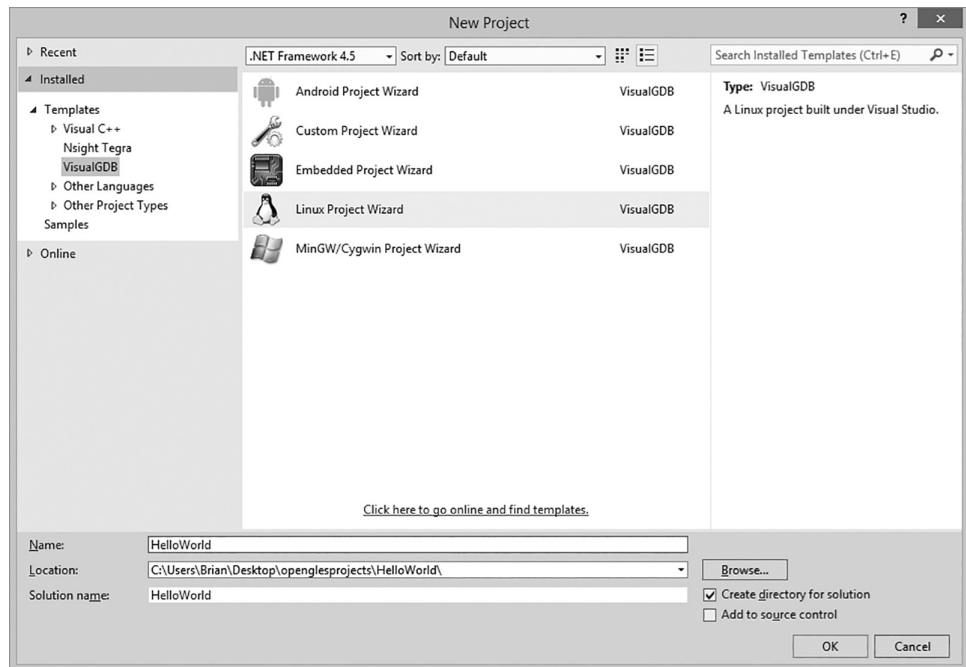 New Project
?
Recent
.NET Framework 4.5
Sort by: Default
Search Installed Templates (Ctrl+E)
Installed
Templates
Visual C++
Nsight Tegra
VisualGDB
Other Languages
Other Project Types
Samples
Online
Android Project Wizard VisualGDB
Custom Project Wizard VisualGDB
Embedded Project Wizard VisualGDB
Linux Project Wizard VisualGDB
MinGW/Cygwin Project Wizard VisualGDB
Type: VisualGDB
A Linux project built under Visual Studio.
Click here to go online and find templates.
Name: HelloWorld
Location: C:\Users\Brian\Desktop\openglesprojects\HelloWorld\
Browse...
Solution name: HelloWorld
Create directory for solution
Add to source control
OK
Cancel